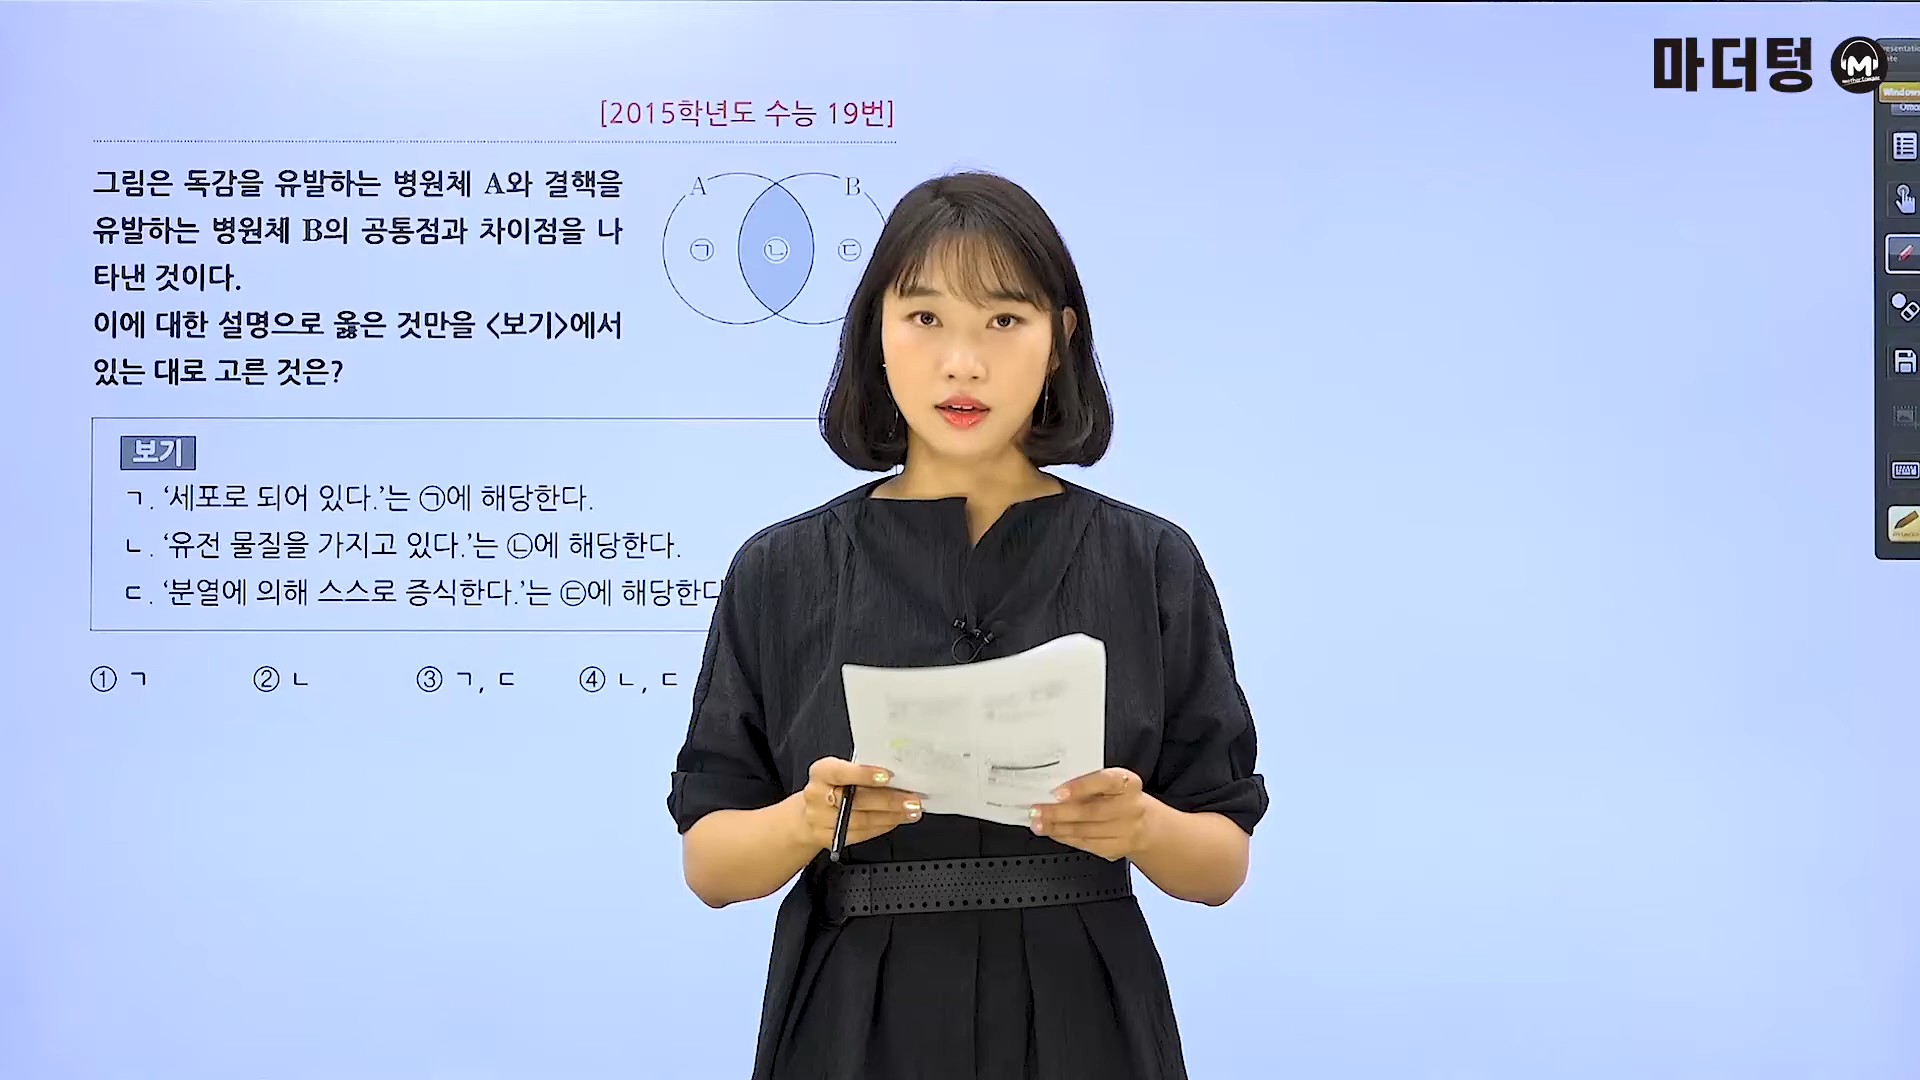 마더텅
[2015학년도 수능 19번]
그림은 독감을 유발하는 병원체 A와 결핵을
유발하는 병원체 B의 공통점과 차이점을 나
타낸 것이다.
이에 대한 설명으로 옳은 것만을 <보기>에서
있는 대로 고른 것은?
A B
㉠ ㉡ ㉢
보기
ㄱ. ‘세포로 되어 있다.’는 ㉠에 해당한다.
ㄴ. ‘유전 물질을 가지고 있다.’는 ㉡에 해당한다.
ㄷ. ‘분열에 의해 스스로 증식한다.’는 ㉢에 해당한다
① ㄱ ② ㄴ ③ ㄱ, ㄷ ④ ㄴ, ㄷ